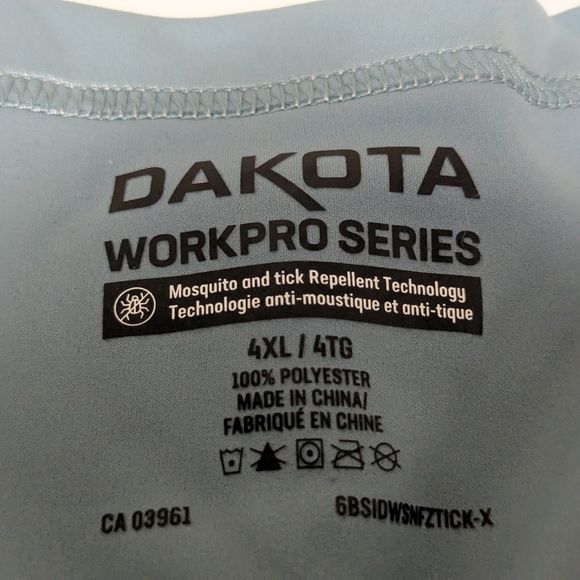 DAKOTA
WORKPRO SERIES
Mosquito and tick Repellent Technology
Technologie anti-moustique et anti-tique
4XL / 4TG
100% POLYESTER
MADE IN CHINA/
FABRIQUÉ EN CHINE
CA 03961
6BSIDWSNFZTICK-X